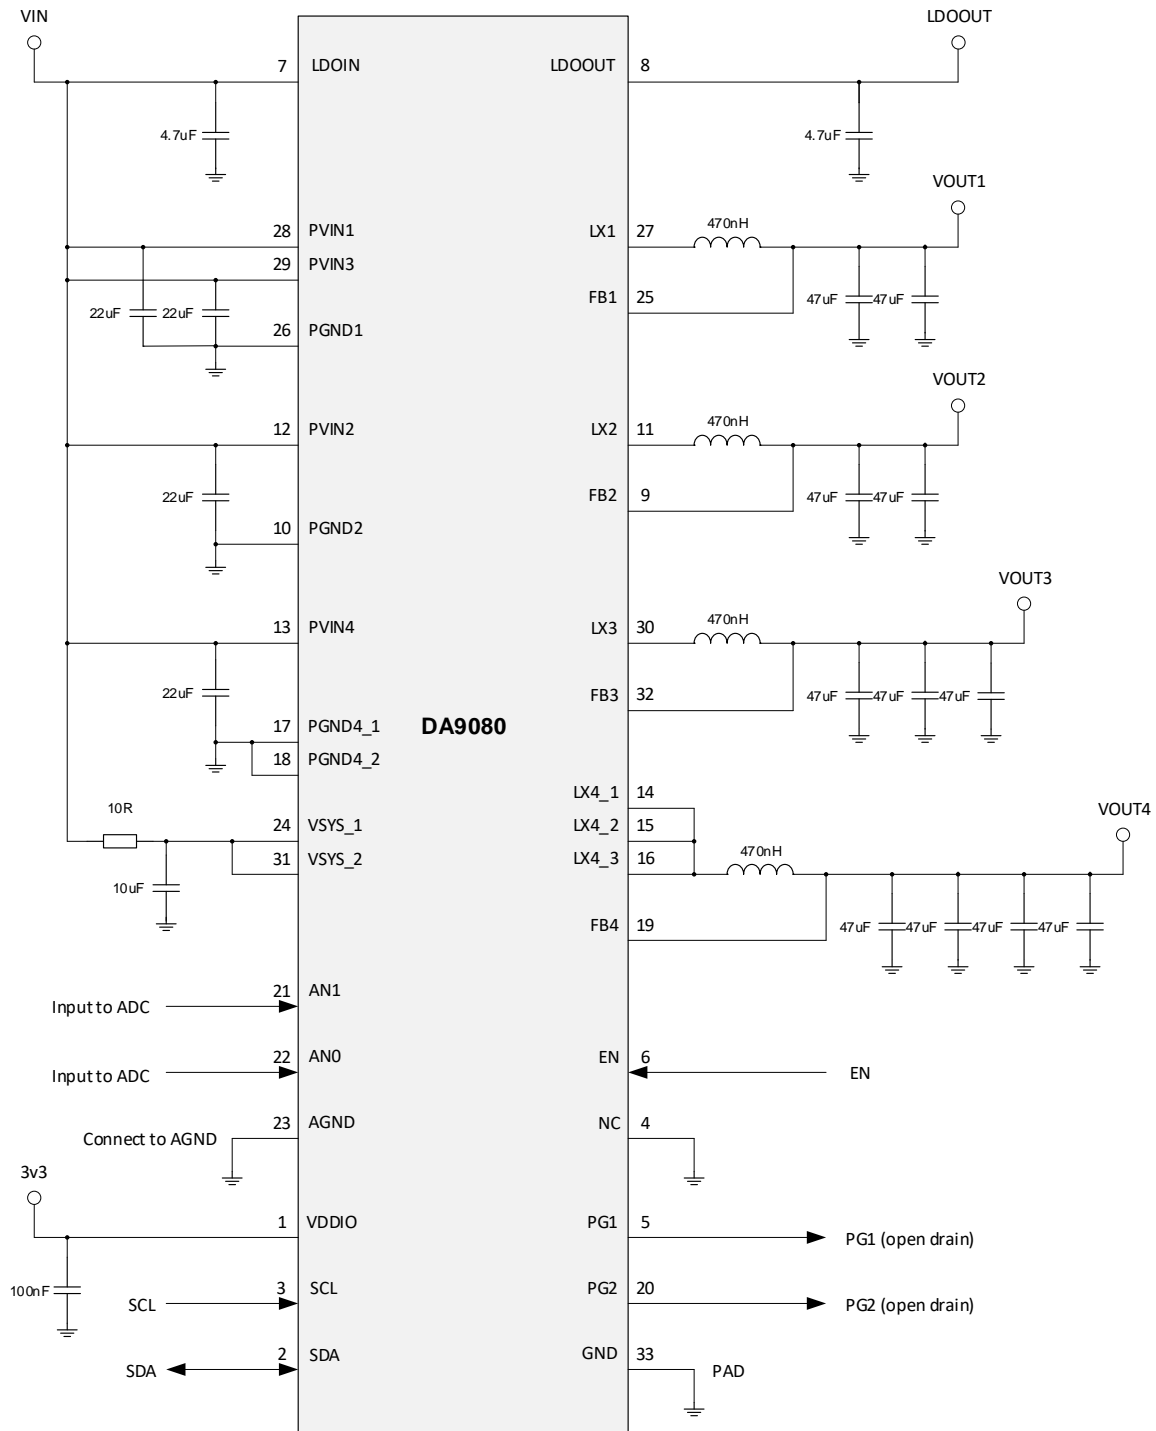 VIN
LDOOUT
7 LDOIN LDOOUT 8
4.7uF 4.7uF
VOUT1
28 PVIN1 LX1 27 470nH
29 PVIN3
FB1 25
22uF 22uF 47uF 47uF
26 PGND1
VOUT2
12 PVIN2 LX2 11 470nH
22uF FB2 9 47uF 47uF
10 PGND2
VOUT3
13 PVIN4 LX3 30 470nH
22uF FB3 32 47uF 47uF 47uF
17 PGND4_1 DA9080
18 PGND4_2
LX4_1 14
10R VOUT4
24 VSYS_1 LX4_2 15
31 VSYS_2 LX4_3 16 470nH
10uF
FB4 19 47uF 47uF 47uF 47uF
Input to ADC 21 AN1
Input to ADC 22 AN0 EN 6 EN
Connect to AGND 23 AGND NC 4
3v3
1 VDDIO PG1 5 PG1 (open drain)
100nF
SCL 3 SCL PG2 20 PG2 (open drain)
SDA 2 SDA GND 33 PAD